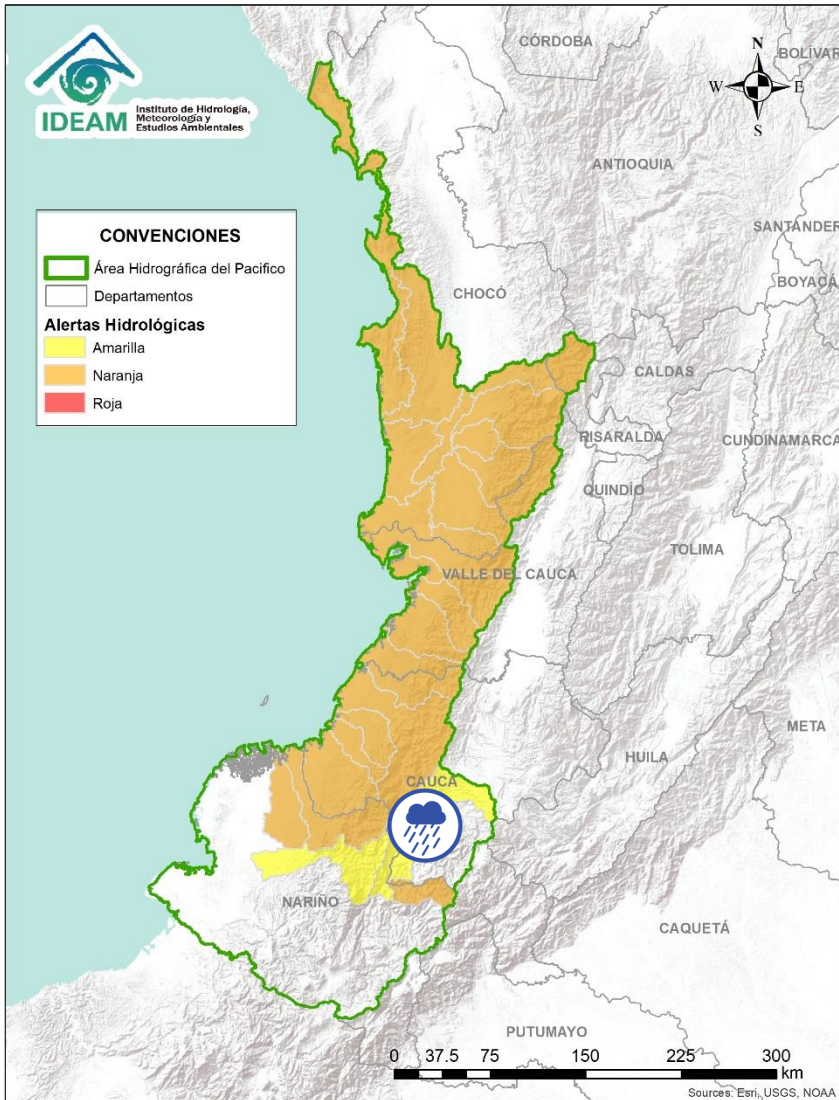 IDEAM
Instituto de Hidrología,
Meteorología y
Estudios Ambientales
CÓRDOBA
BOLÍVAR
N
W E
S
ANTIOQUIA
SANTANDER
BOYACÁ
CONVENCIONES
Área Hidrográfica del Pacifico
Departamentos
Alertas Hidrológicas
Amarilla
Naranja
Roja
CHOCÓ
CALDAS
RISARALDA
CUNDINAMARCA
QUINDÍO
TOLIMA
VALLE DEL CAUCA
META
HUILA
CAUCA
NARIÑO
CAQUETÁ
PUTUMAYO
0 37.5 75 150 225 300
km
Sources: Esri, USGS, NOAA